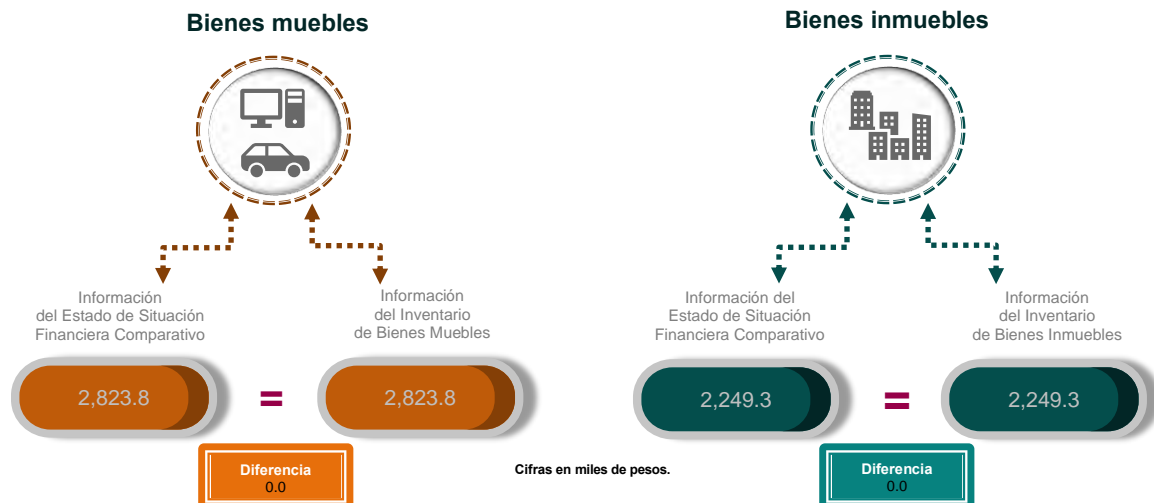 Bienes muebles
Información
del Estado de Situación
Financiera Comparativo
Información
del Inventario
de Bienes Muebles
2,823.8
=
2,823.8
Diferencia
0.0
Cifras en miles de pesos.
Bienes inmuebles
Información del
Estado de Situación
Financiera Comparativo
Información
del Inventario
de Bienes Inmuebles
2,249.3
=
2,249.3
Diferencia
0.0